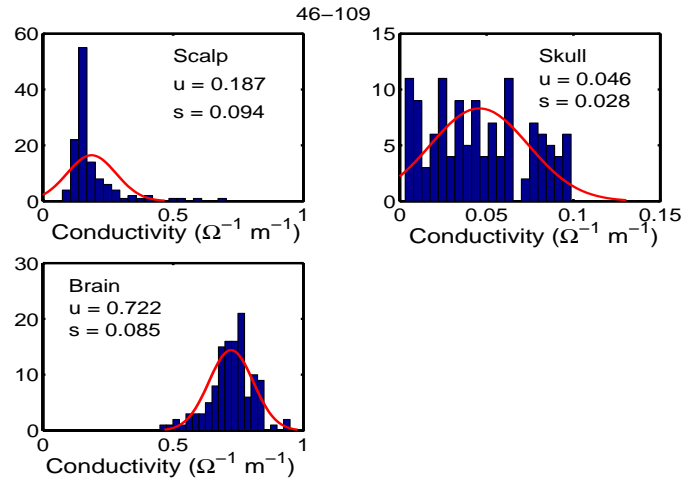 46−109
60
40
20
0
0 0.5 1
Scalp
u = 0.187
s = 0.094
Conductivity (Ω⁻¹ m⁻¹)
15
10
5
0
0 0.05 0.1 0.15
Skull
u = 0.046
s = 0.028
Conductivity (Ω⁻¹ m⁻¹)
30
20
10
0
0 0.5 1
Brain
u = 0.722
s = 0.085
Conductivity (Ω⁻¹ m⁻¹)